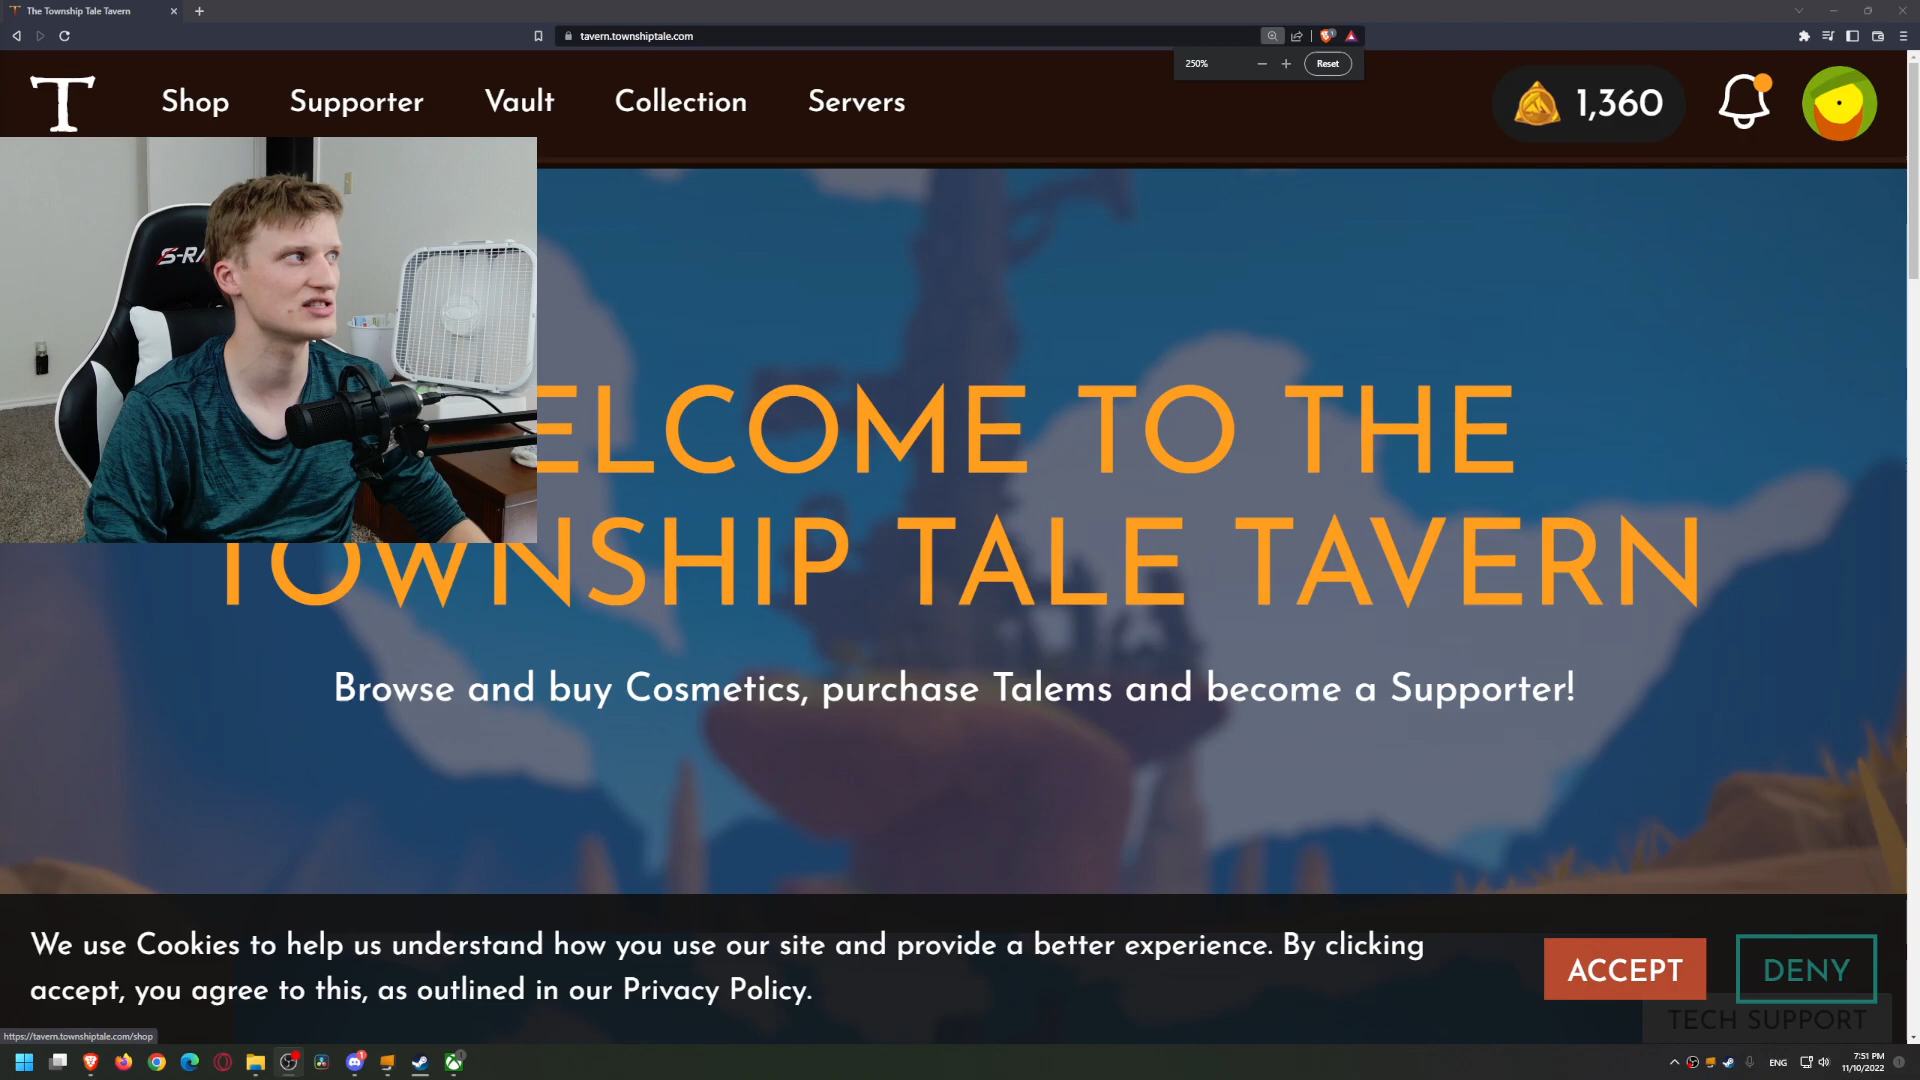 The Township Tale Tavern
tavern.townshiptale.com
250%
Reset
T
Shop
Supporter
Vault
Collection
Servers
1,360
S-RA
ELCOME TO THE
TOWNSHIP TALE TAVERN
Browse and buy Cosmetics, purchase Talems and become a Supporter!
We use Cookies to help us understand how you use our site and provide a better experience. By clicking
accept, you agree to this, as outlined in our Privacy Policy.
ACCEPT
DENY
TECH SUPPORT
https://tavern.townshiptale.com/shop
ENG
7:51 PM
11/10/2022